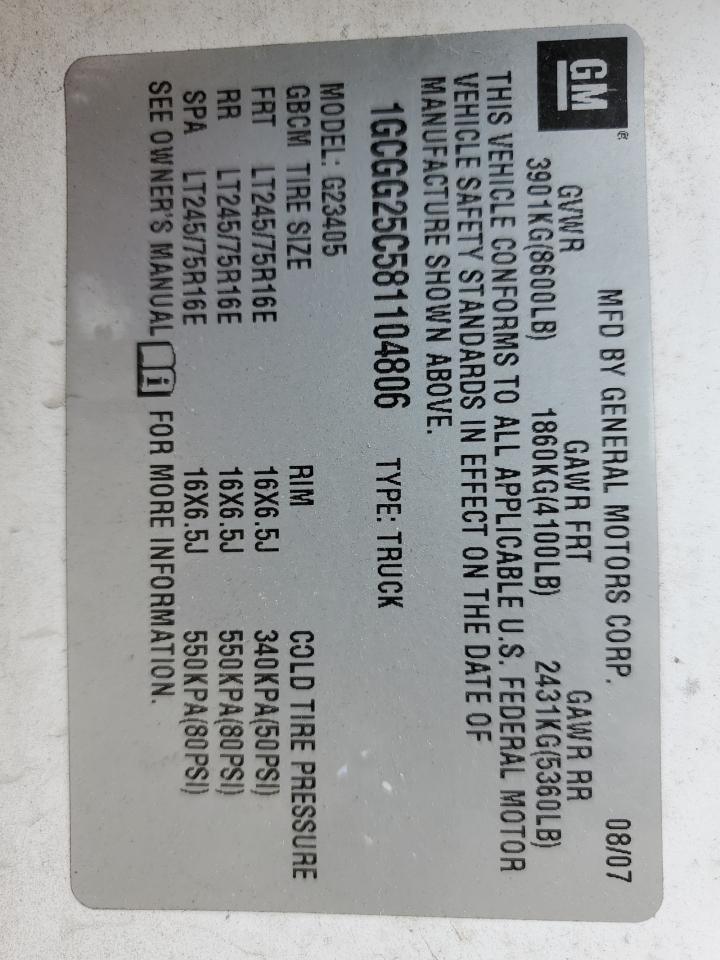 GM®
MFD BY GENERAL MOTORS CORP. 08/07
GVWR GAWR FRT GAWR RR
3901KG(8600LB) 1860KG(4100LB) 2431KG(5360LB)
THIS VEHICLE CONFORMS TO ALL APPLICABLE U.S. FEDERAL MOTOR
VEHICLE SAFETY STANDARDS IN EFFECT ON THE DATE OF
MANUFACTURE SHOWN ABOVE.
1GCGG25C581104806 TYPE: TRUCK
MODEL: G23405
GBCM TIRE SIZE RIM COLD TIRE PRESSURE
FRT LT245/75R16E 16X6.5J 340KPA(50PSI)
RR LT245/75R16E 16X6.5J 550KPA(80PSI)
SPA LT245/75R16E 16X6.5J 550KPA(80PSI)
SEE OWNER'S MANUAL i FOR MORE INFORMATION.